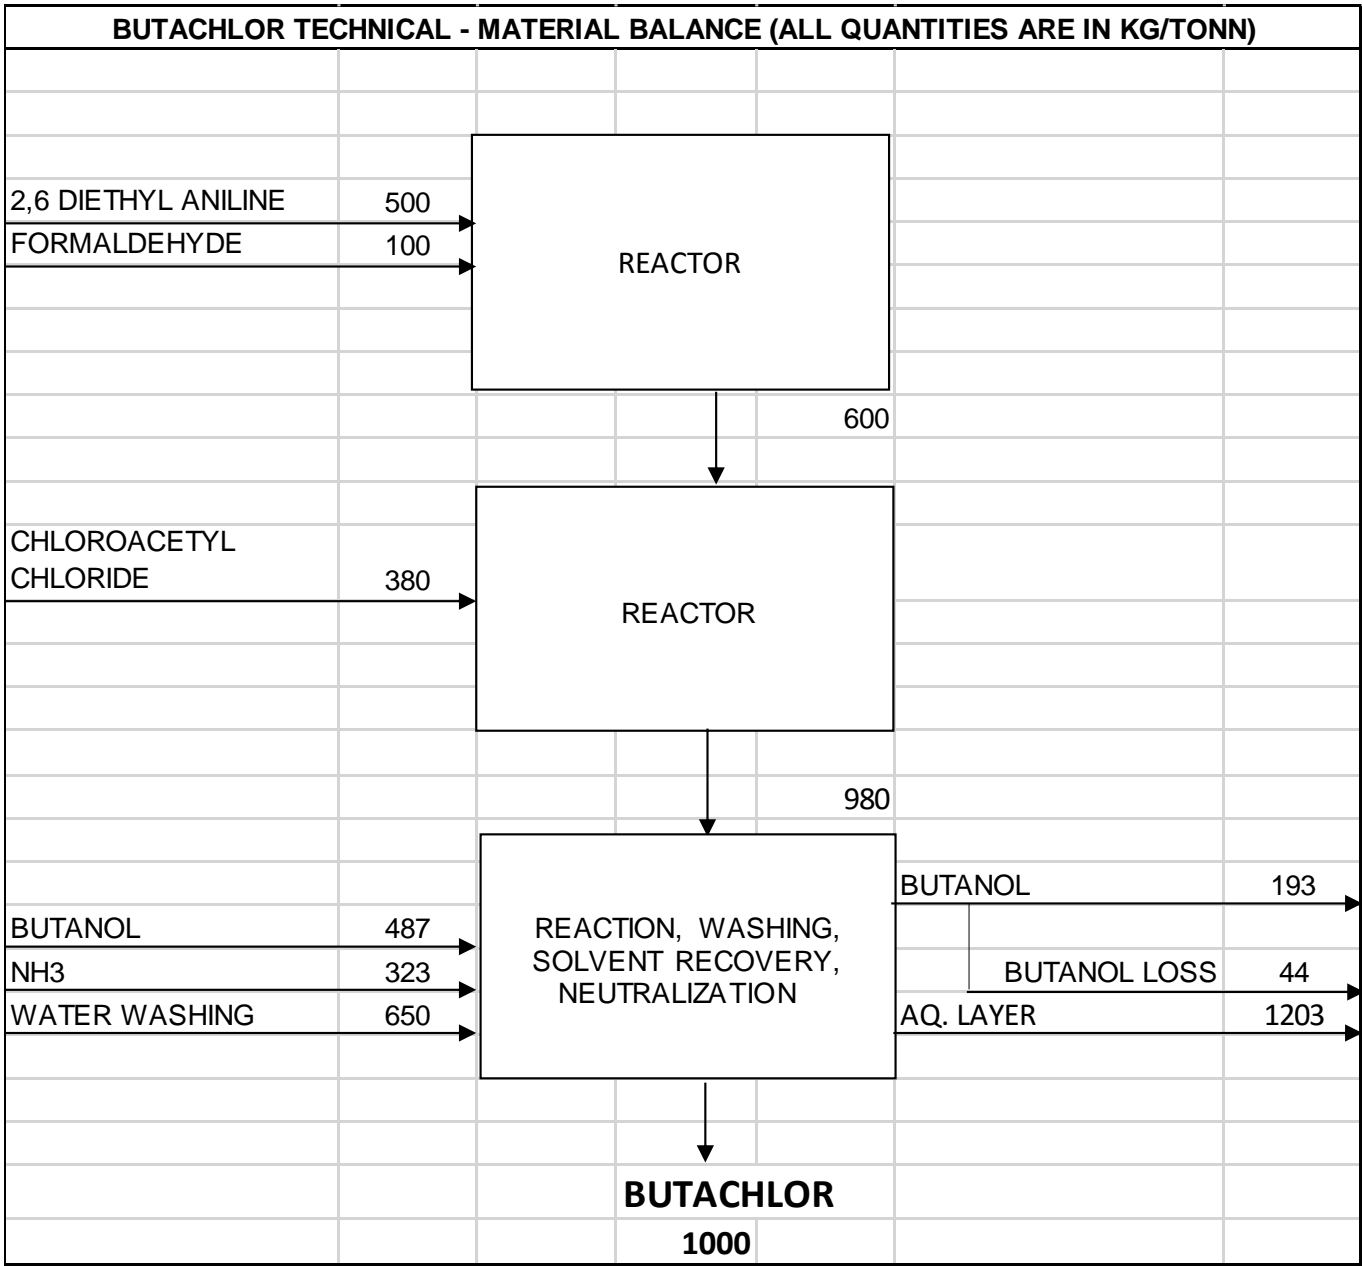 BUTACHLOR TECHNICAL - MATERIAL BALANCE (ALL QUANTITIES ARE IN KG/TONN)
2,6 DIETHYL ANILINE 500
FORMALDEHYDE 100
REACTOR
600
CHLOROACETYL
CHLORIDE 380
REACTOR
980
BUTANOL 487
NH3 323
WATER WASHING 650
REACTION, WASHING,
SOLVENT RECOVERY,
NEUTRALIZATION
BUTANOL 193
BUTANOL LOSS 44
AQ. LAYER 1203
BUTACHLOR
1000